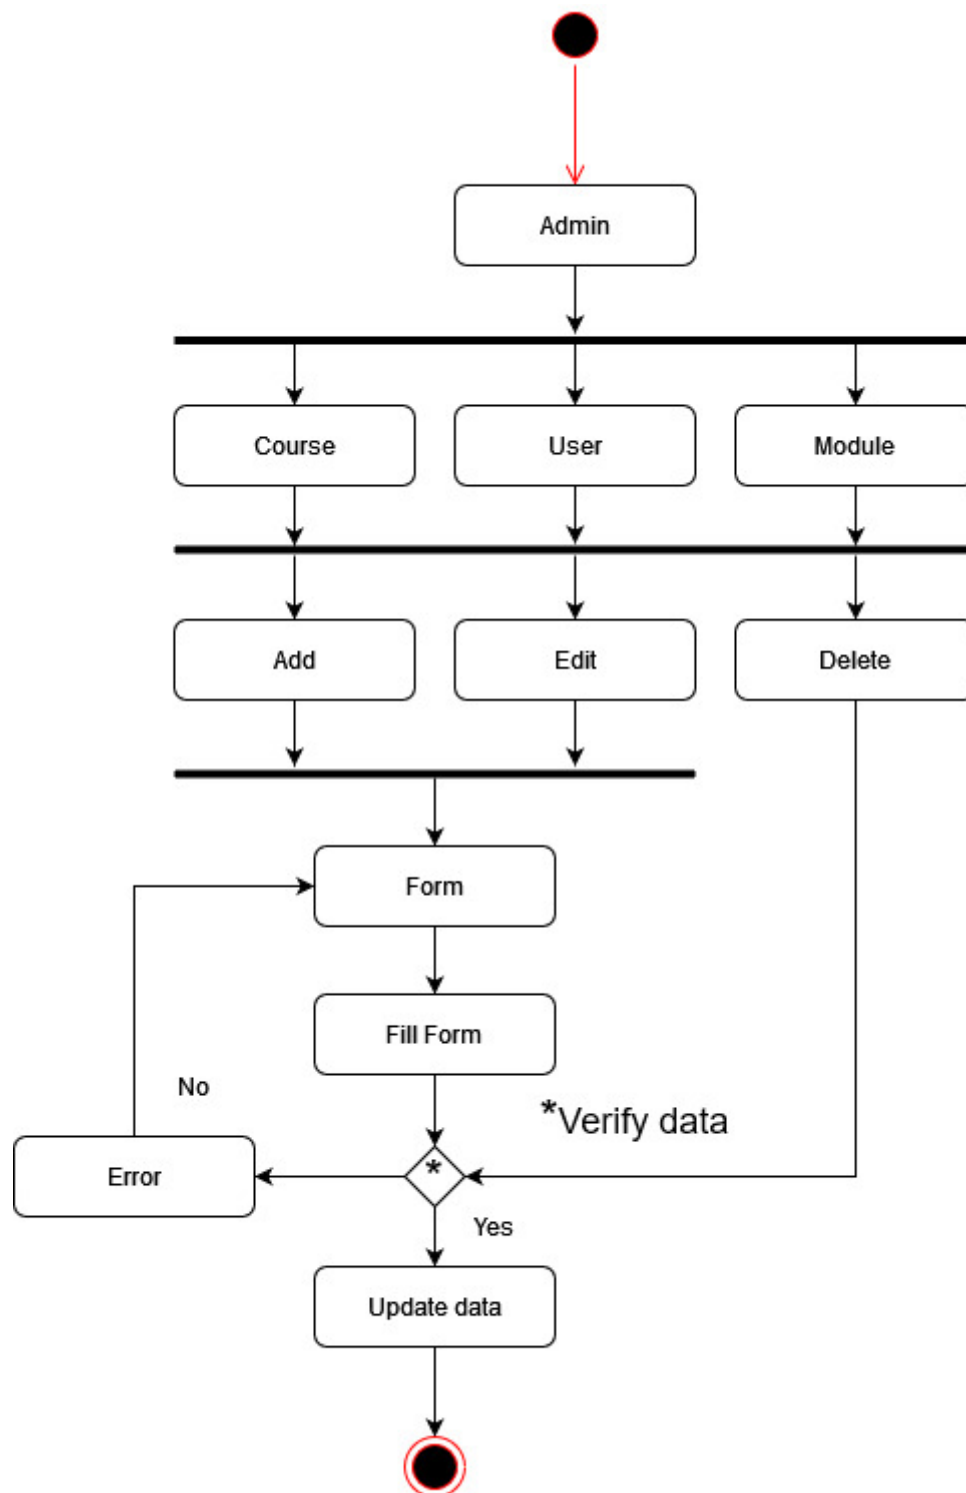 Admin
Course
User
Module
Add
Edit
Delete
Form
Fill Form
No
*Verify data
Error
*
Yes
Update data